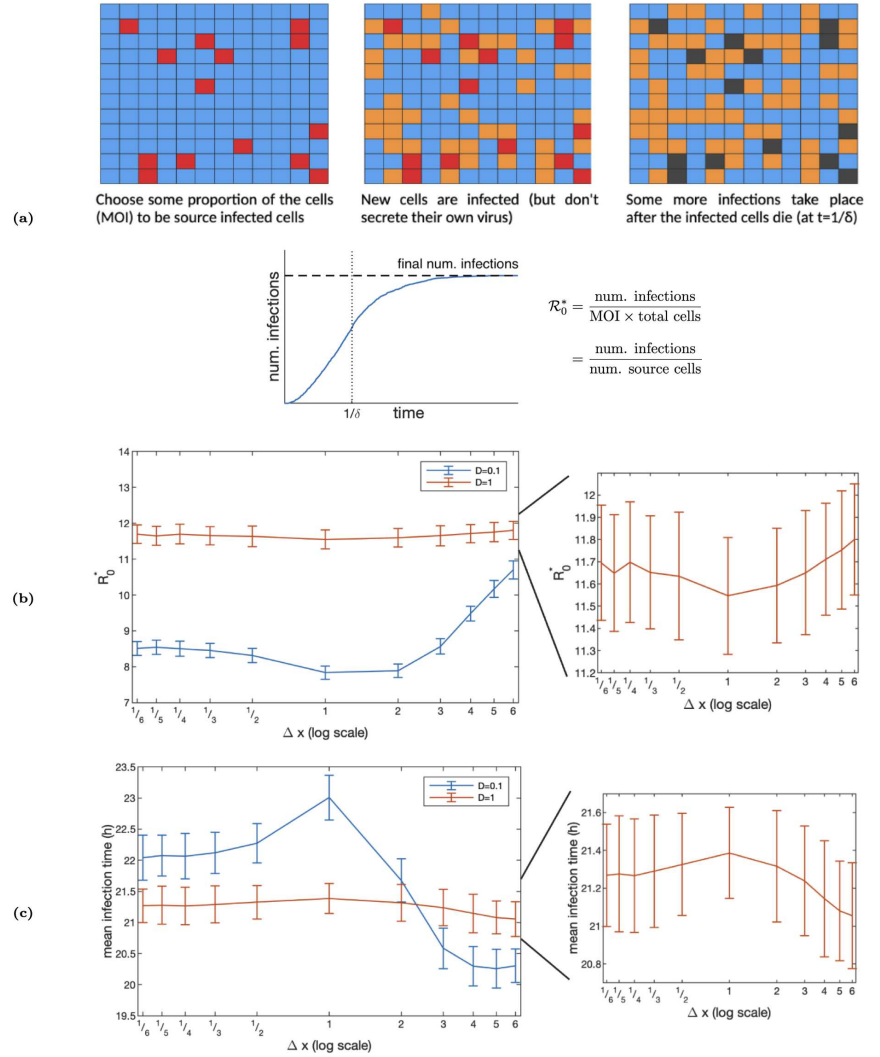 (a)
Choose some proportion of the cells
(MOI) to be source infected cells
New cells are infected (but don't
secrete their own virus)
Some more infections take place
after the infected cells die (at t=1/δ)
num. infections
final num. infections
1/δ
time
ℛ₀* = num. infections / MOI × total cells
= num. infections / num. source cells
(b)
14
13
12
11
10
9
8
7
R₀*
D=0.1
D=1
1/6 1/5 1/4 1/3 1/2 1 2 3 4 5 6
Δ x (log scale)
12
11.9
11.8
11.7
11.6
11.5
11.4
11.3
11.2
R₀*
1/6 1/5 1/4 1/3 1/2 1 2 3 4 5 6
Δ x (log scale)
(c)
23.5
23
22.5
22
21.5
21
20.5
20
19.5
mean infection time (h)
D=0.1
D=1
1/6 1/5 1/4 1/3 1/2 1 2 3 4 5 6
Δ x (log scale)
21.6
21.4
21.2
21
20.8
mean infection time (h)
1/6 1/5 1/4 1/3 1/2 1 2 3 4 5 6
Δ x (log scale)